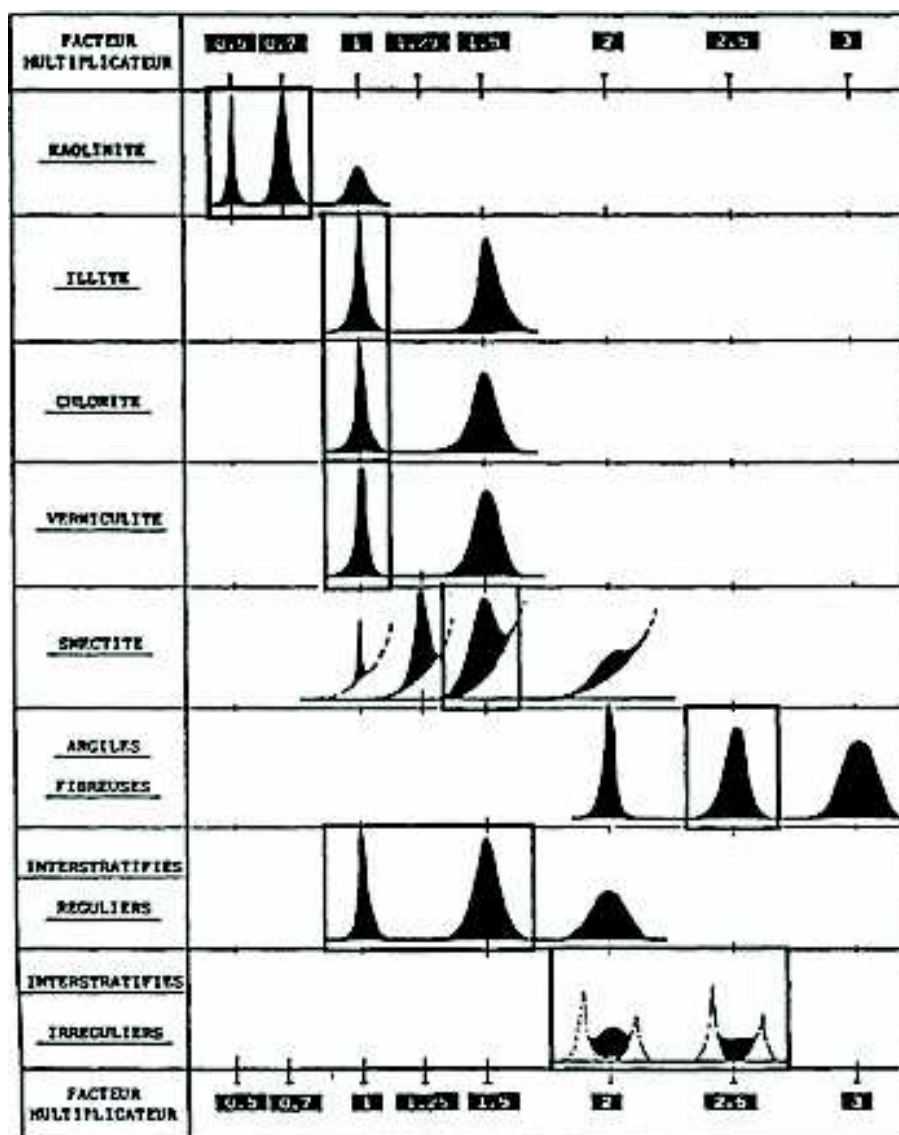 FACTEUR
MULTIPLICATEUR
0.5 0.7 1 1.25 1.5 2 2.5 3
KAOLINITE
ILLITE
CHLORITE
VERMICULITE
SMECTITE
ARGILES
FIBREUSES
INTERSTRATIFIES
REGULIERS
INTERSTRATIFIES
IRREGULIERS
FACTEUR
MULTIPLICATEUR
0.5 0.7 1 1.25 1.5 2 2.5 3